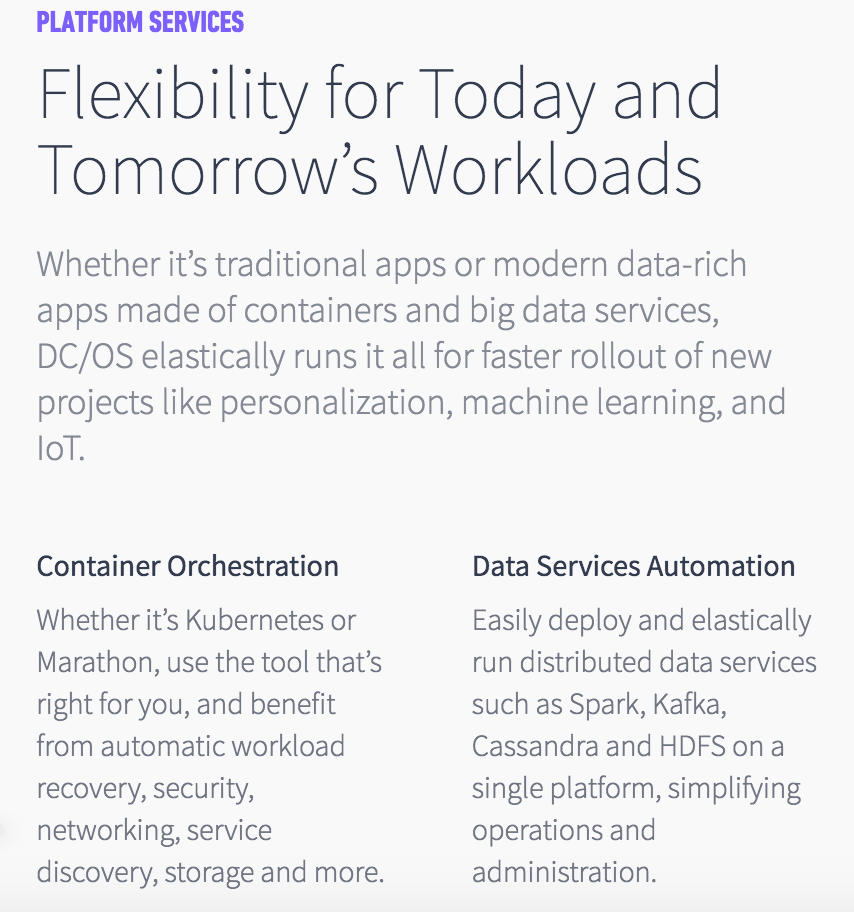 PLATFORM SERVICES
Flexibility for Today and
Tomorrow’s Workloads
Whether it’s traditional apps or modern data-rich
apps made of containers and big data services,
DC/OS elastically runs it all for faster rollout of new
projects like personalization, machine learning, and
IoT.
Container Orchestration
Whether it’s Kubernetes or
Marathon, use the tool that’s
right for you, and benefit
from automatic workload
recovery, security,
networking, service
discovery, storage and more.
Data Services Automation
Easily deploy and elastically
run distributed data services
such as Spark, Kafka,
Cassandra and HDFS on a
single platform, simplifying
operations and
administration.